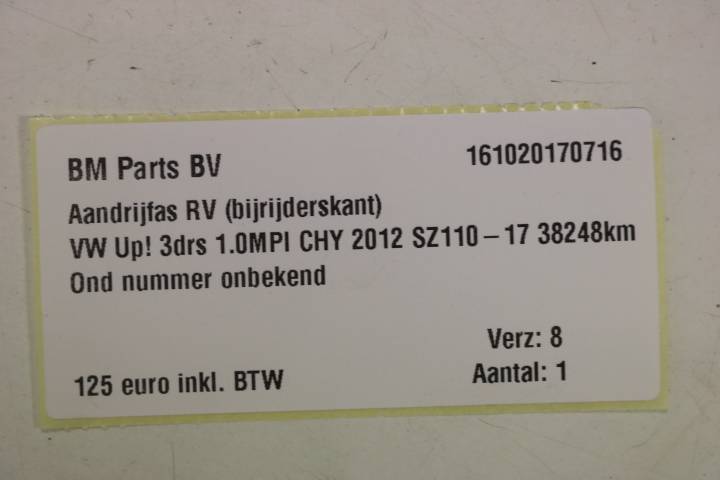 BM Parts BV 161020170716
Aandrijfas RV (bijrijderskant)
VW Up! 3drs 1.0MPI CHY 2012 SZ110 – 17 38248km
Ond nummer onbekend
Verz: 8
125 euro inkl. BTW Aantal: 1